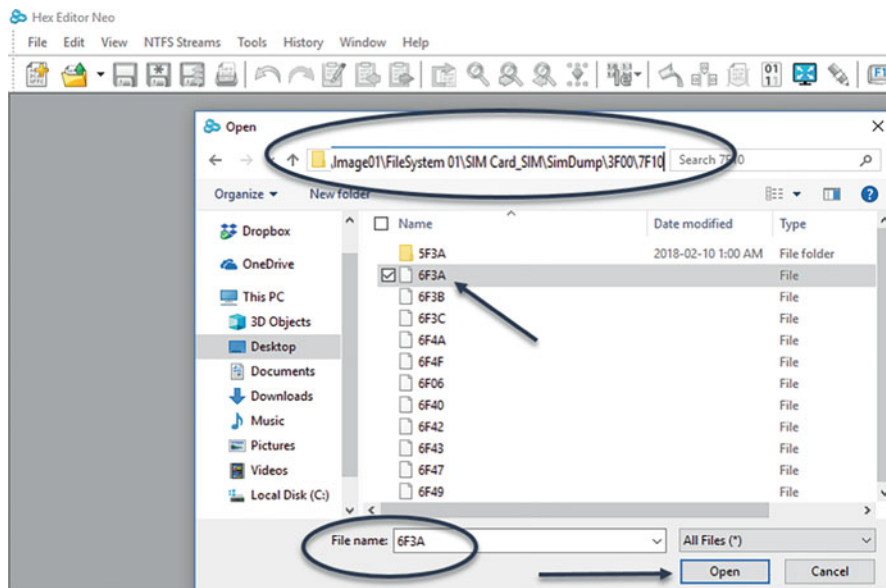 Hex Editor Neo
File Edit View NTFS Streams Tools History Window Help
Open
.Image01\FileSystem 01\SIM Card_SIM\SimDump\3F00\7F10
Search 7F10
Organize New folder
Name Date modified Type
Dropbox
OneDrive
This PC
3D Objects
Desktop
Documents
Downloads
Music
Pictures
Videos
Local Disk (C:)
5F3A 2018-02-10 1:00 AM File folder
6F3A File
6F3B File
6F3C File
6F4A File
6F4F File
6F06 File
6F40 File
6F42 File
6F43 File
6F47 File
6F49 File
File name: 6F3A All Files (*)
Open Cancel